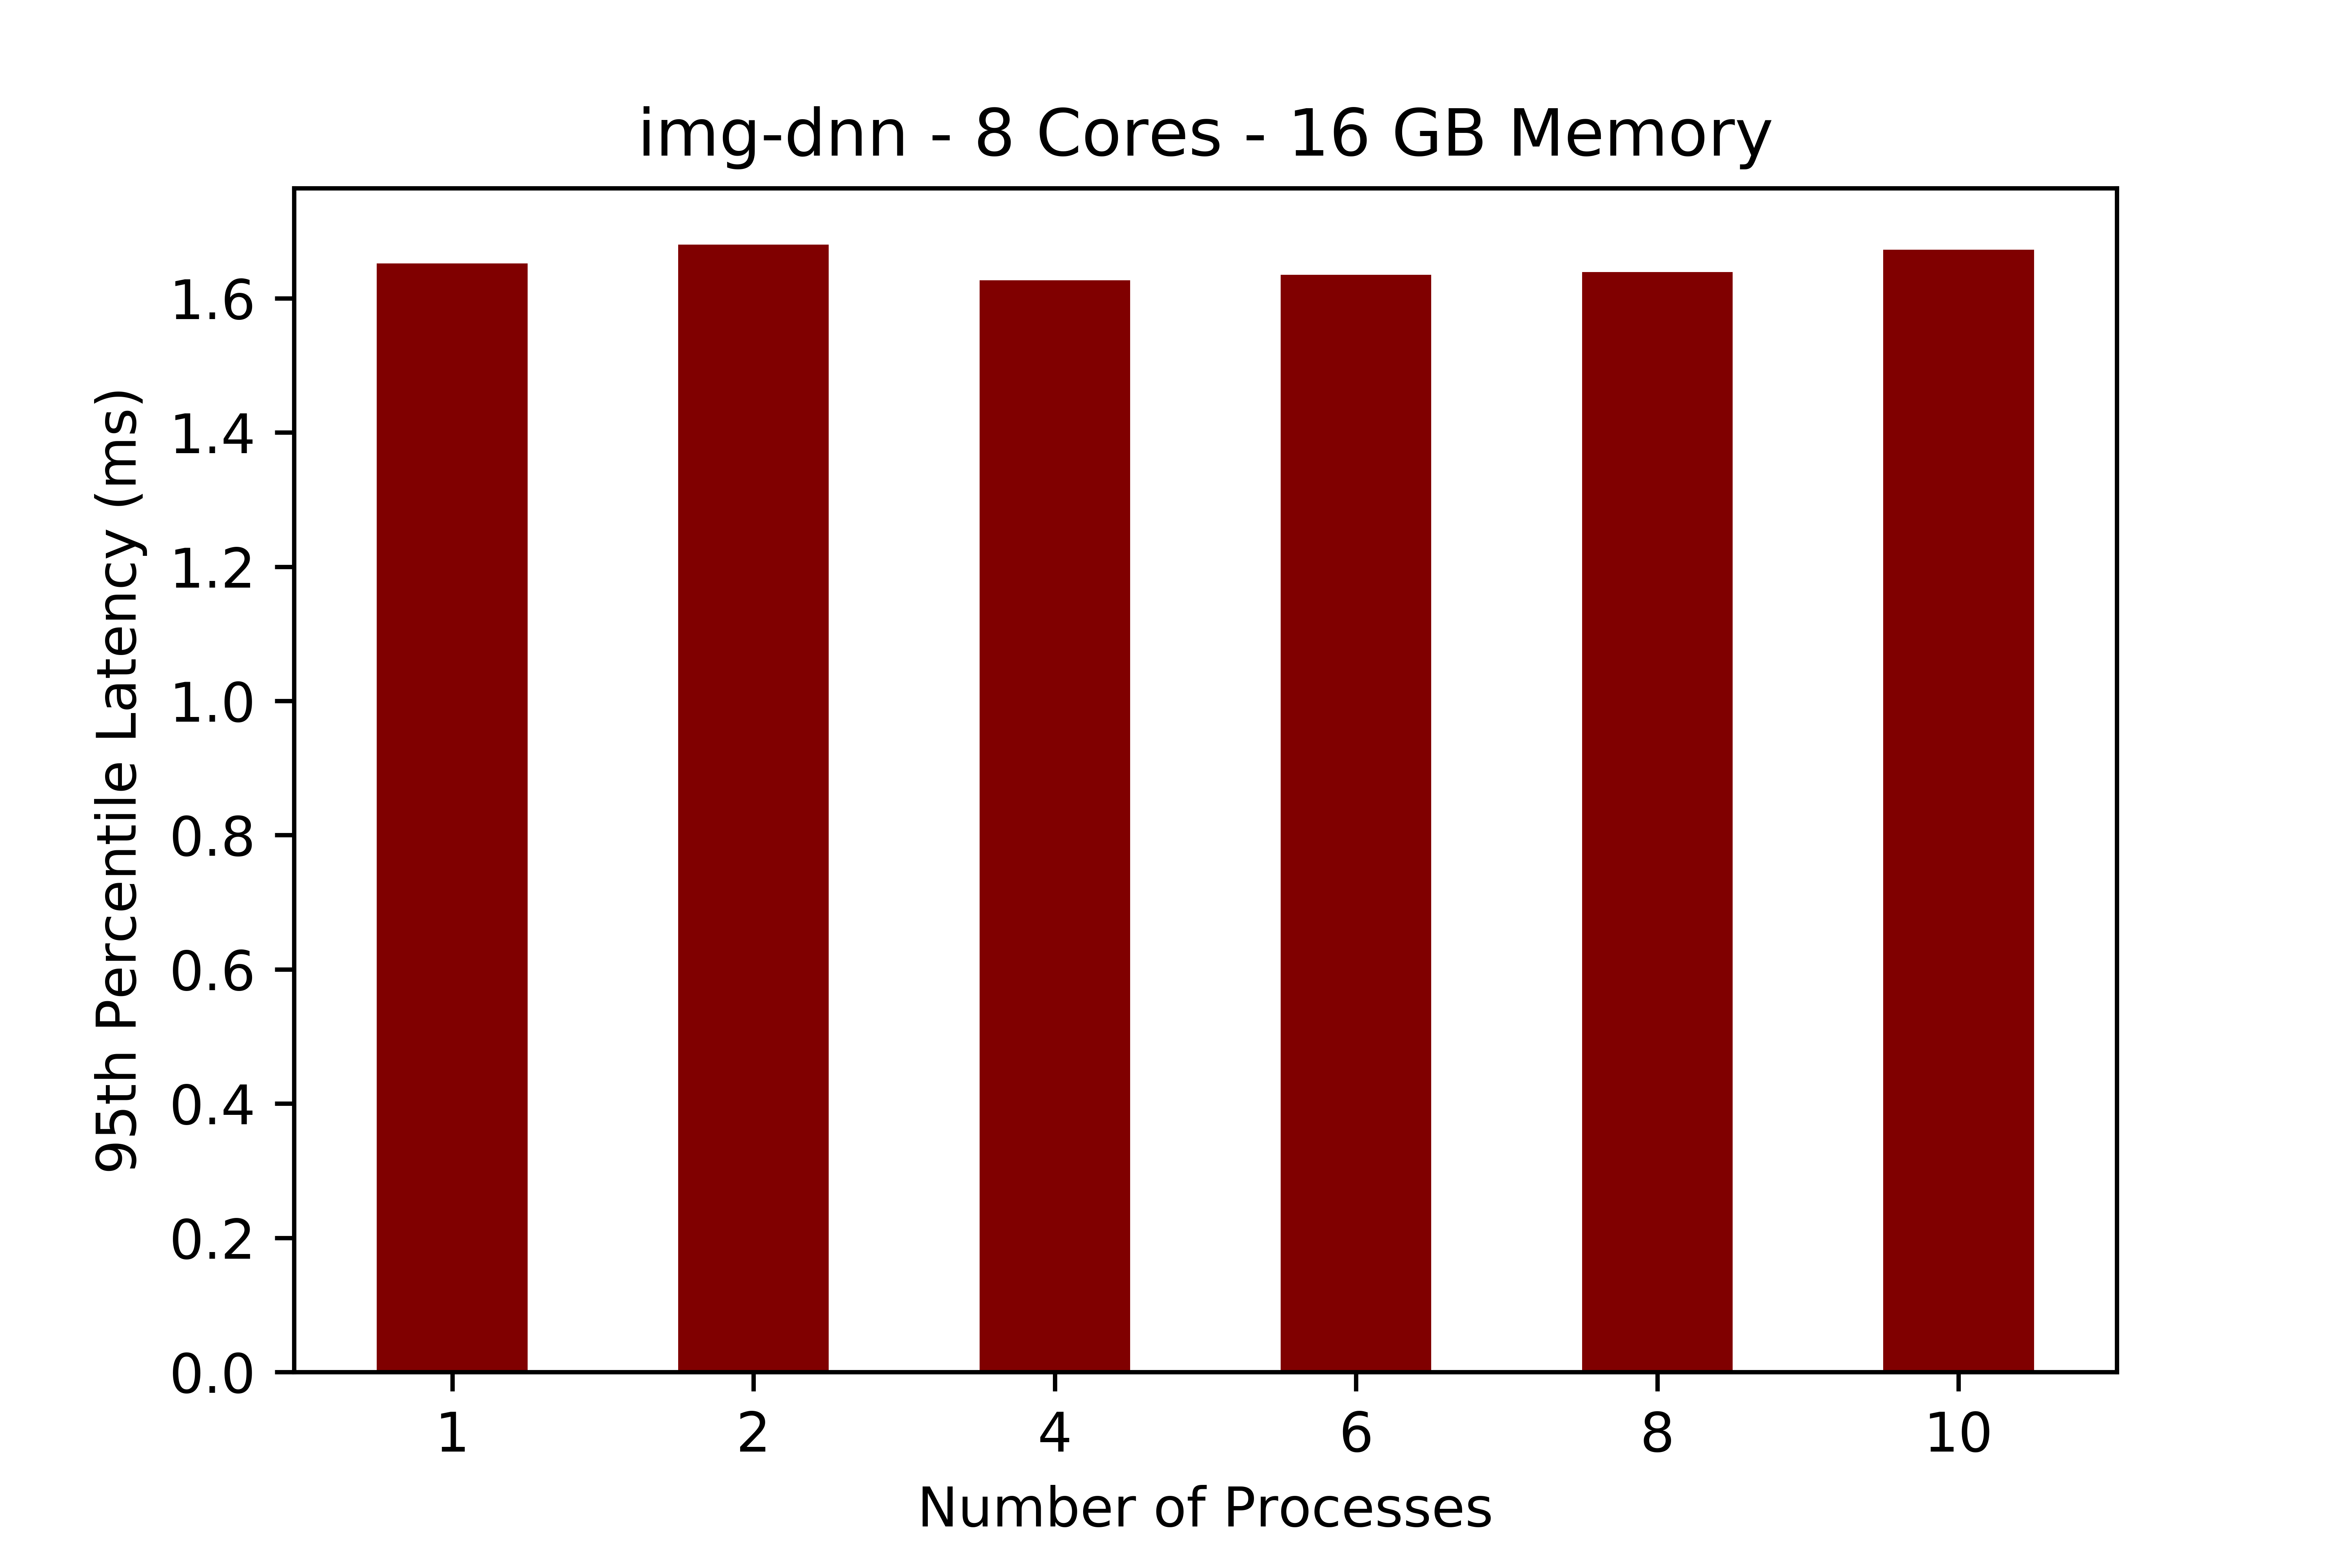 img-dnn - 8 Cores - 16 GB Memory
95th Percentile Latency (ms)
1.6
1.4
1.2
1.0
0.8
0.6
0.4
0.2
0.0
1 2 4 6 8 10
Number of Processes